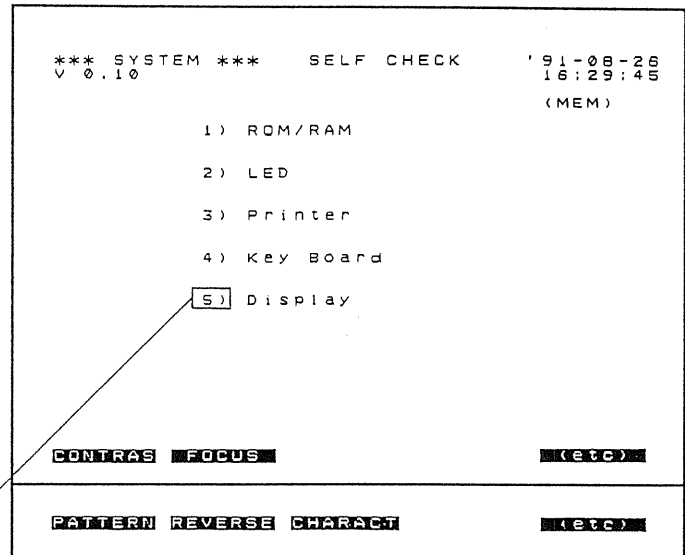 *** SYSTEM *** SELF CHECK '91-08-26
V 0.10 16:29:45
(MEM)
1) ROM/RAM
2) LED
3) Printer
4) Key Board
5) Display
CONTRAS FOCUS (etc)
PATTERN REVERSE CHARACT (etc)